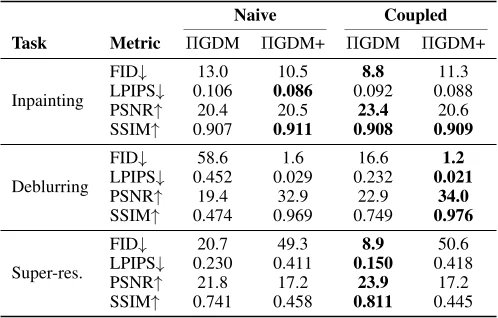 Naive Coupled
Task Metric ΠGDM ΠGDM+ ΠGDM ΠGDM+
Inpainting
FID↓ 13.0 10.5 8.8 11.3
LPIPS↓ 0.106 0.086 0.092 0.088
PSNR↑ 20.4 20.5 23.4 20.6
SSIM↑ 0.907 0.911 0.908 0.909
Deblurring
FID↓ 58.6 1.6 16.6 1.2
LPIPS↓ 0.452 0.029 0.232 0.021
PSNR↑ 19.4 32.9 22.9 34.0
SSIM↑ 0.474 0.969 0.749 0.976
Super-res.
FID↓ 20.7 49.3 8.9 50.6
LPIPS↓ 0.230 0.411 0.150 0.418
PSNR↑ 21.8 17.2 23.9 17.2
SSIM↑ 0.741 0.458 0.811 0.445